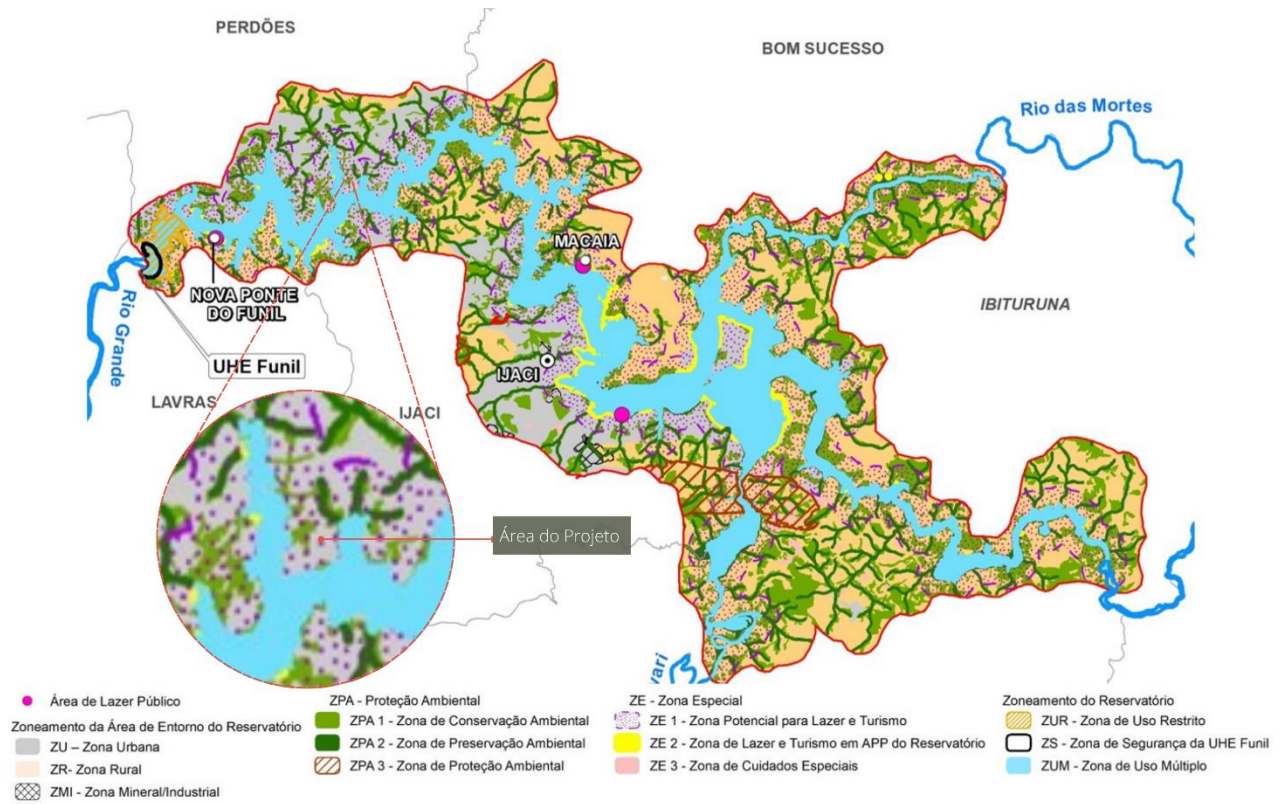 PERDÕES
BOM SUCESSO
Rio das Mortes
MACAIA
NOVA PONTE
DO FUNIL
IBITURUNA
Rio Grande
UHE Funil
IJACI
LAVRAS
IJACI
Área do Projeto
vari
Área de Lazer Público
Zoneamento da Área de Entorno do Reservatório
ZU – Zona Urbana
ZR- Zona Rural
ZMI - Zona Mineral/Industrial
ZPA - Proteção Ambiental
ZPA 1 - Zona de Conservação Ambiental
ZPA 2 - Zona de Preservação Ambiental
ZPA 3 - Zona de Proteção Ambiental
ZE - Zona Especial
ZE 1 - Zona Potencial para Lazer e Turismo
ZE 2 - Zona de Lazer e Turismo em APP do Reservatório
ZE 3 - Zona de Cuidados Especiais
Zoneamento do Reservatório
ZUR - Zona de Uso Restrito
ZS - Zona de Segurança da UHE Funil
ZUM - Zona de Uso Múltiplo